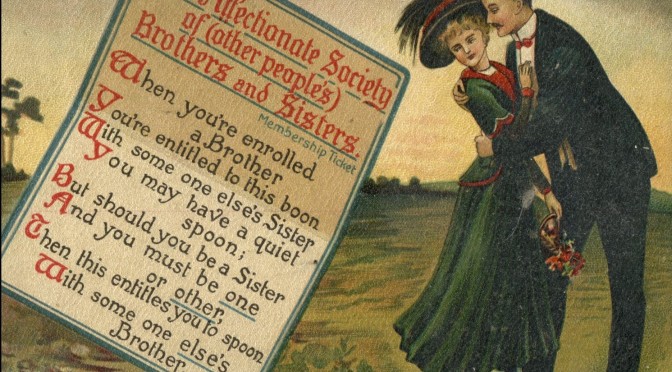 Affectionate Society
of (other people's)
Brothers and Sisters.
Membership Ticket
When you're enrolled
a Brother
You're entitled to this boon
With some one else's Sister
You may have a quiet
spoon;
But should you be a Sister
And you must be one
or other,
Then this entitles you to spoon
With some one else's
Brother